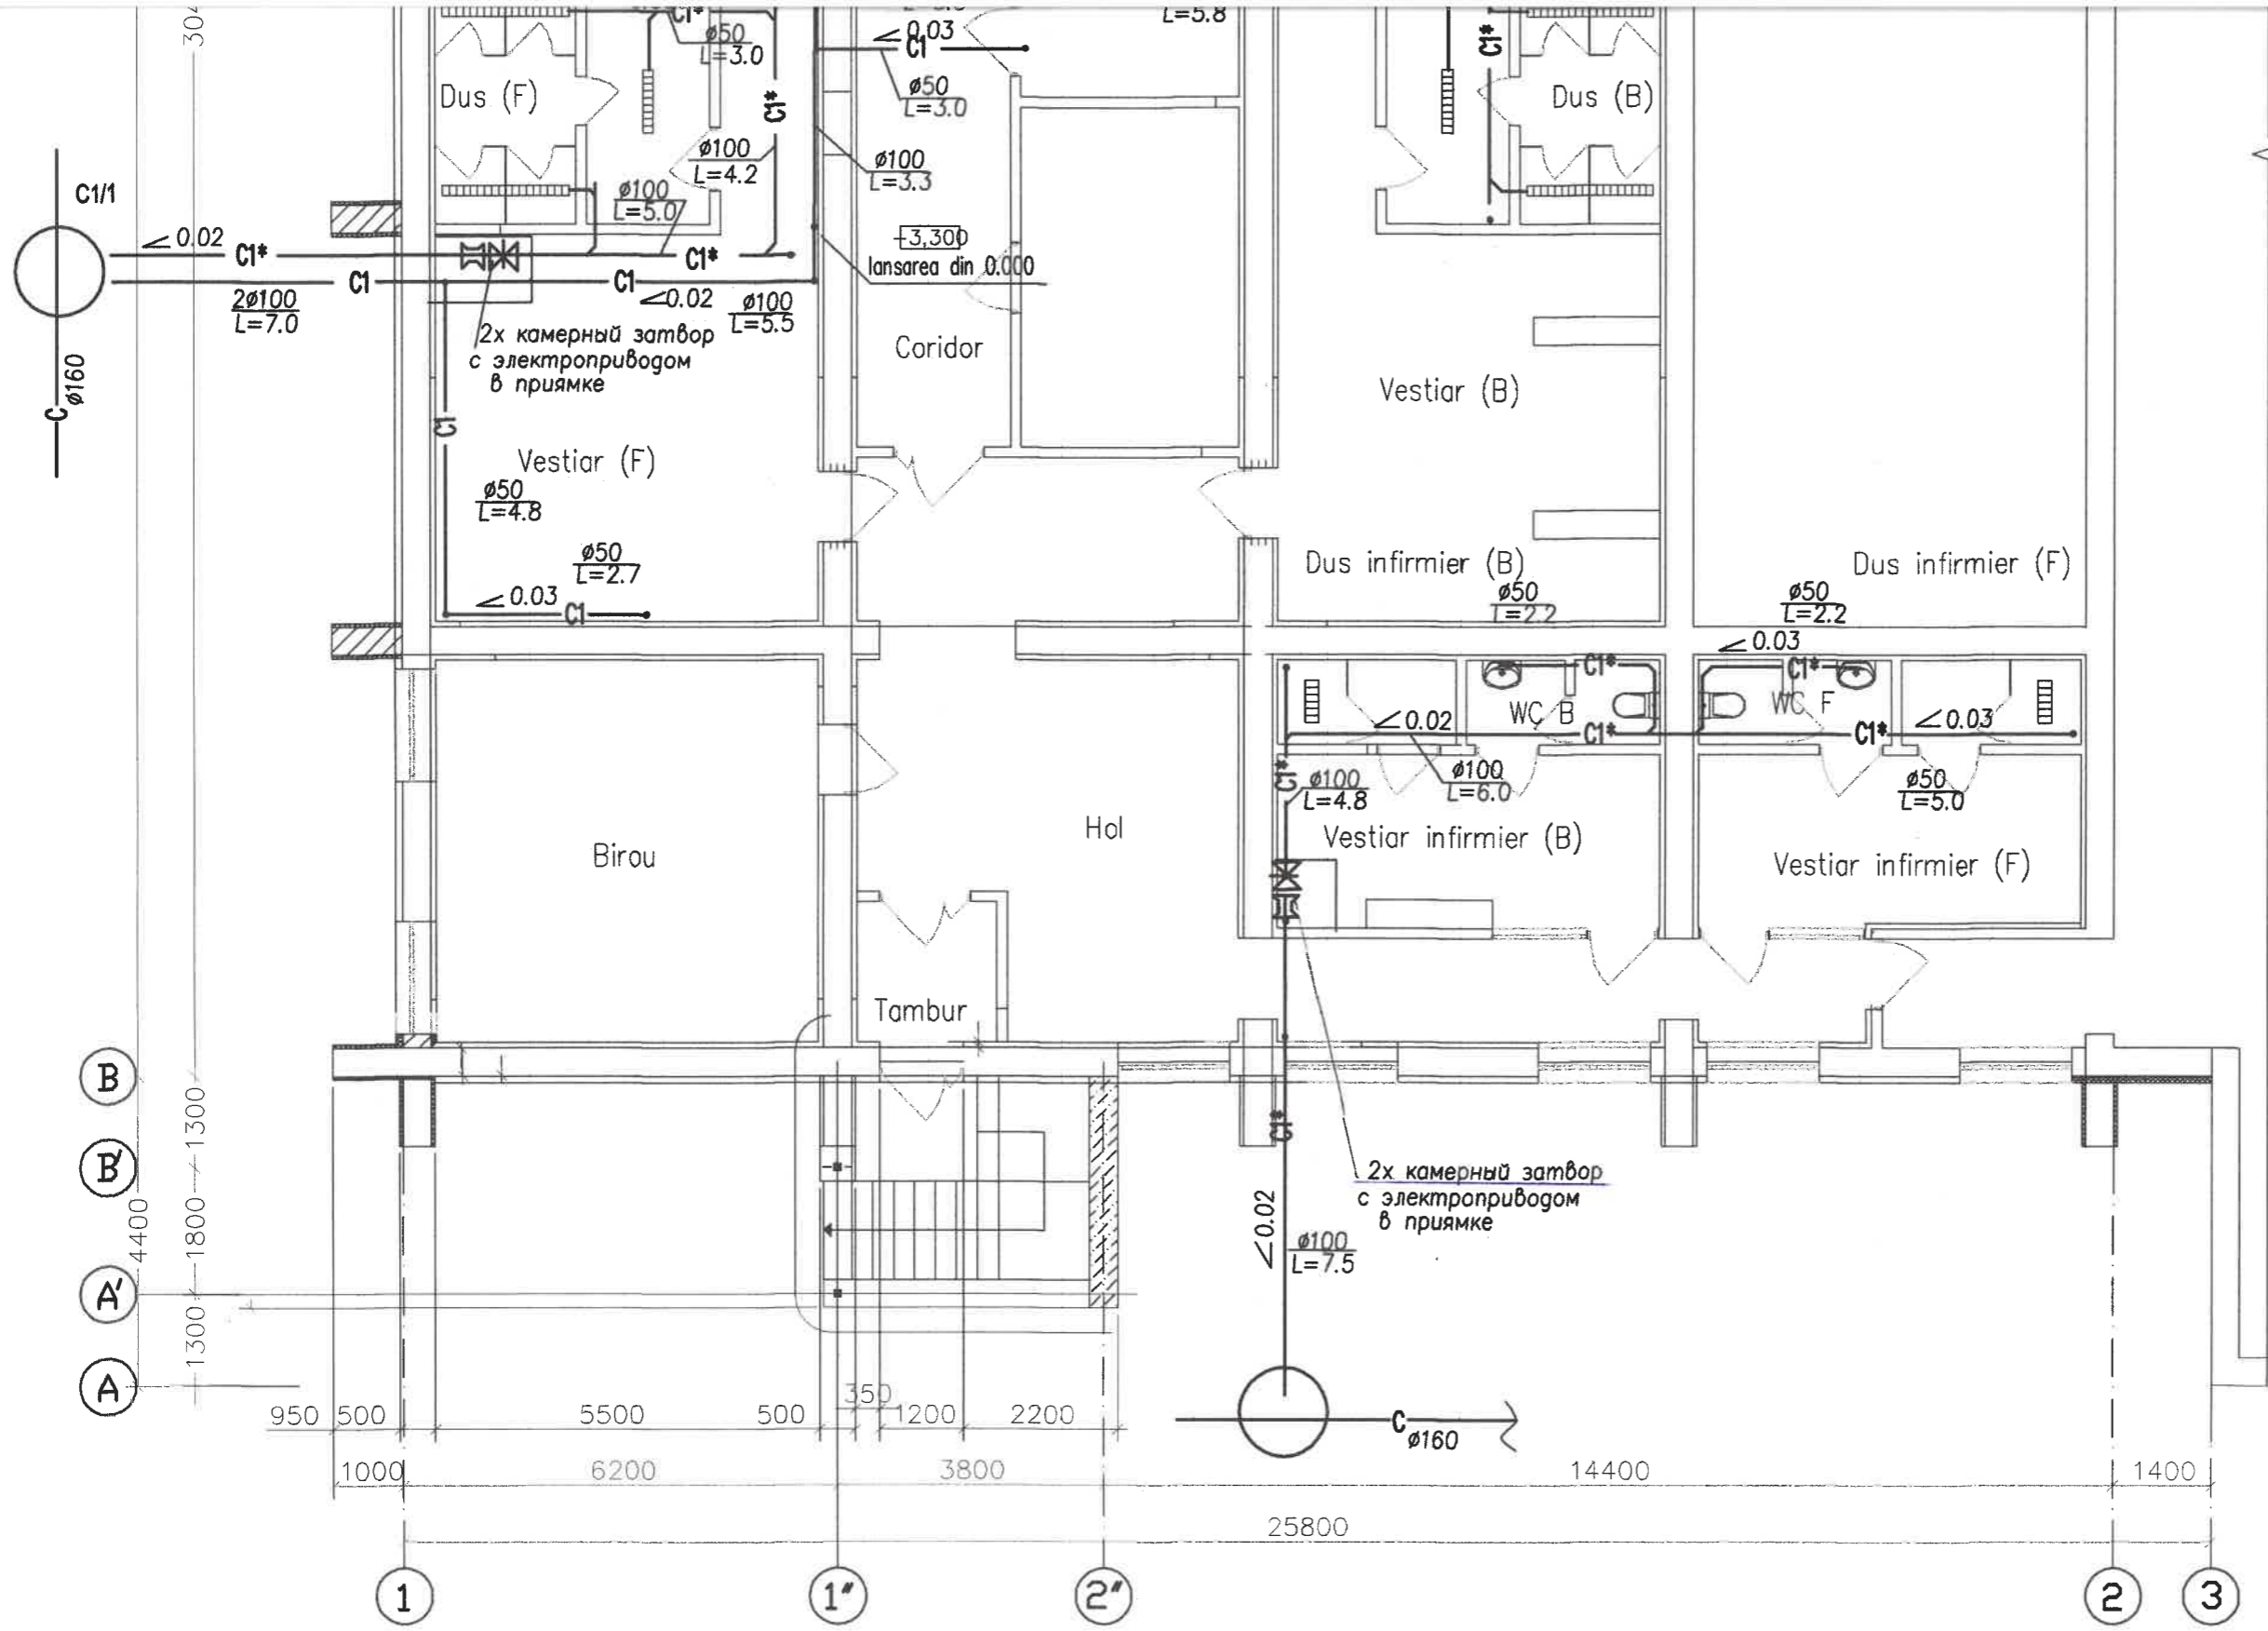 C1*
ø50
L=3.0
0.03
C1
L=5.8
C1*
Dus (F)
C1*
ø50
L=3.0
Dus (B)
ø100
L=4.2
ø100
L=3.3
C1/1
ø100
L=5.0
0.02
C1*
C1*
3,300
lansarea din 0.000
C1
C1
0.02
2ø100
L=7.0
ø100
L=5.5
2х камерный затвор
с электроприводом
в приямке
Coridor
C
ø160
C1
Vestiar (B)
Vestiar (F)
ø50
L=4.8
ø50
L=2.7
0.03
C1
Dus infirmier (B)
Dus infirmier (F)
ø50
L=2.2
ø50
L=2.2
0.03
C1*
C1*
WC B
WC F
0.02
C1*
C1*
0.03
C1*
ø100
L=4.8
ø100
L=6.0
ø50
L=5.0
Hol
Vestiar infirmier (B)
Birou
Vestiar infirmier (F)
Tambur
B
1300
B'
C1*
2х камерный затвор
с электроприводом
в приямке
4400
1800
0.02
ø100
L=7.5
A'
1300
A
950
500
5500
500
350
1200
2200
C
ø160
1000
6200
3800
14400
1400
25800
1
1"
2"
2
3